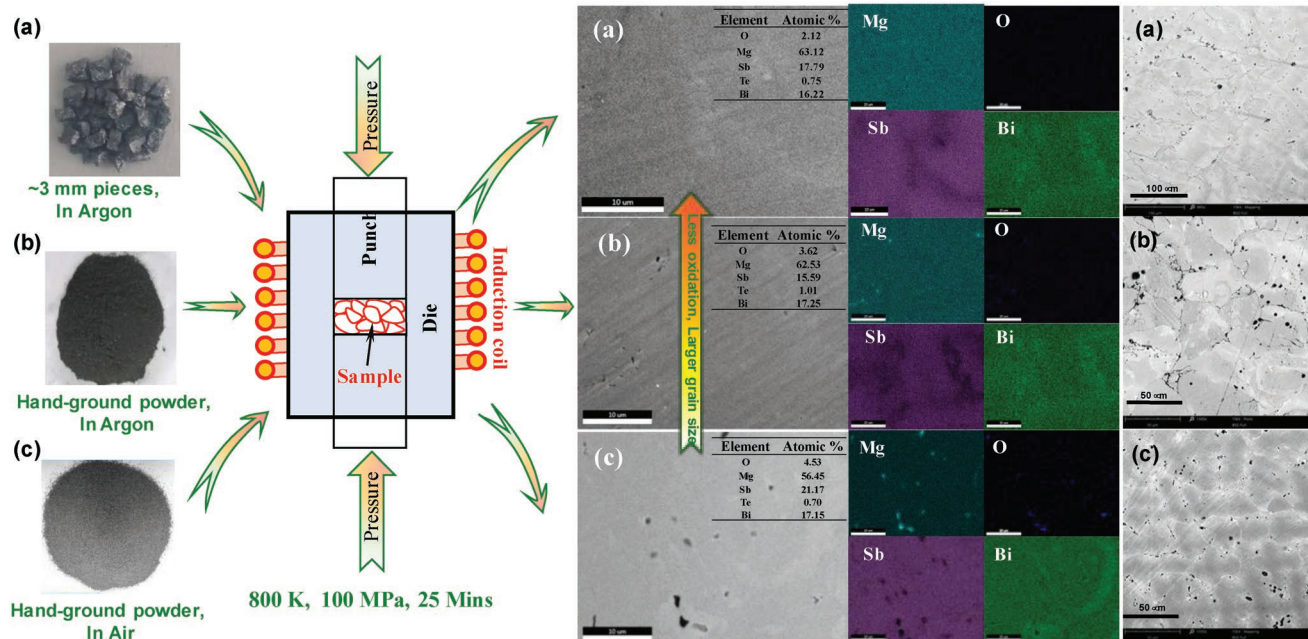 (a)
~3 mm pieces,
In Argon
(b)
Hand-ground powder,
In Argon
(c)
Hand-ground powder,
In Air
Pressure
Punch
Die
Induction coil
Sample
Pressure
800 K, 100 MPa, 25 Mins
(a)
Element Atomic %
O 2.12
Mg 63.12
Sb 17.79
Te 0.75
Bi 16.22
10 um
Mg
O
Sb
Bi
(b)
Element Atomic %
O 3.62
Mg 62.53
Sb 15.59
Te 1.01
Bi 17.25
10 um
Mg
O
Sb
Bi
(c)
Element Atomic %
O 4.53
Mg 56.45
Sb 21.17
Te 0.70
Bi 17.15
10 um
Mg
O
Sb
Bi
Less oxidation, Larger grain size
(a)
100 ∝m
(b)
50 ∝m
(c)
50 ∝m